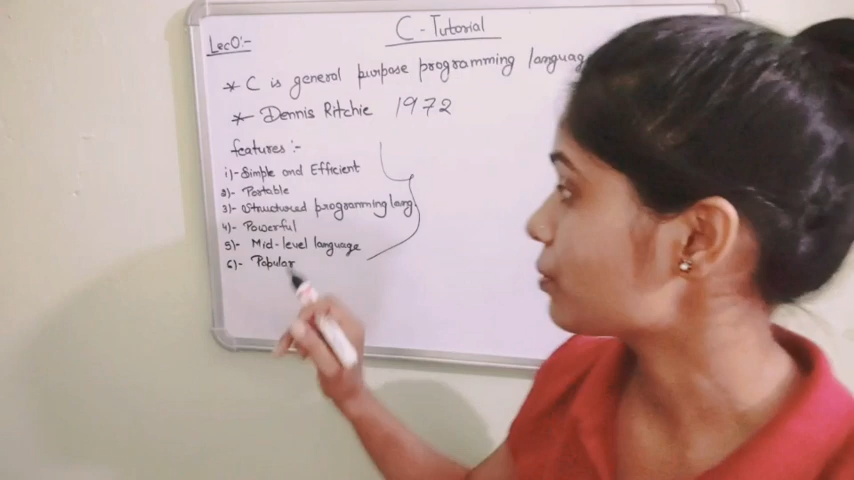 C - Tutorial
Lec0:-
* C is general purpose programming languag
* Dennis Ritchie 1972
features :-
1)- Simple and Efficient
2)- Portable
3)- Structured programming lang
4)- Powerful
5)- Mid-level language
6)- Popular